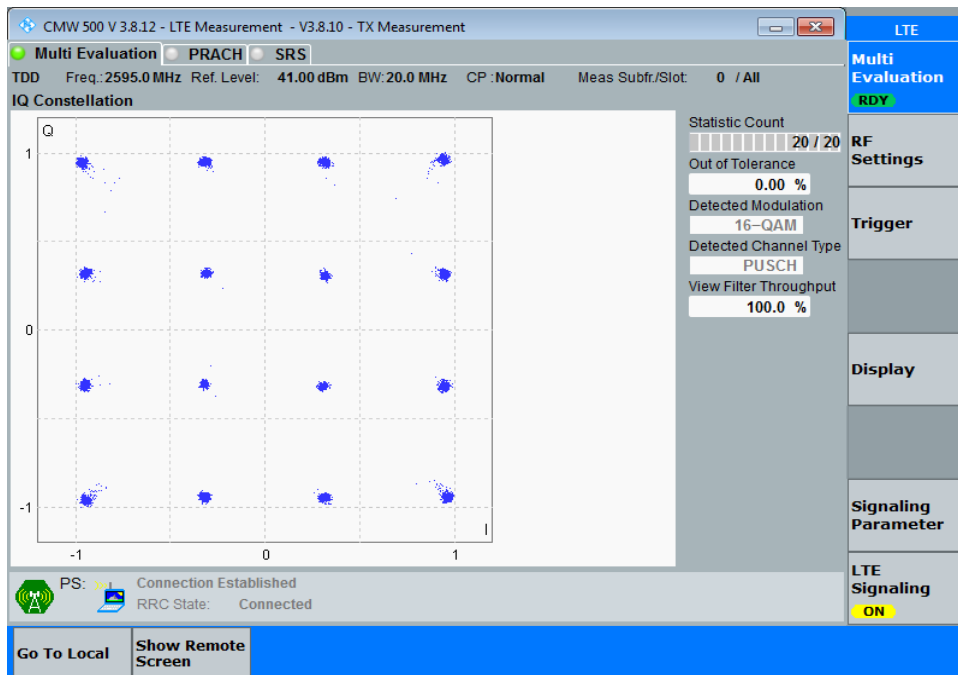 CMW 500 V 3.8.12 - LTE Measurement - V3.8.10 - TX Measurement
LTE
Multi Evaluation PRACH SRS
Multi
Evaluation
RDY
TDD Freq.:2595.0 MHz Ref. Level: 41.00 dBm BW:20.0 MHz CP :Normal Meas Subfr./Slot: 0 / All
IQ Constellation
Q
1
0
-1
-1 0 1
I
Statistic Count
20 / 20
Out of Tolerance
0.00 %
Detected Modulation
16–QAM
Detected Channel Type
PUSCH
View Filter Throughput
100.0 %
RF
Settings
Trigger
Display
Signaling
Parameter
LTE
Signaling
ON
PS: Connection Established
RRC State: Connected
Go To Local
Show Remote
Screen